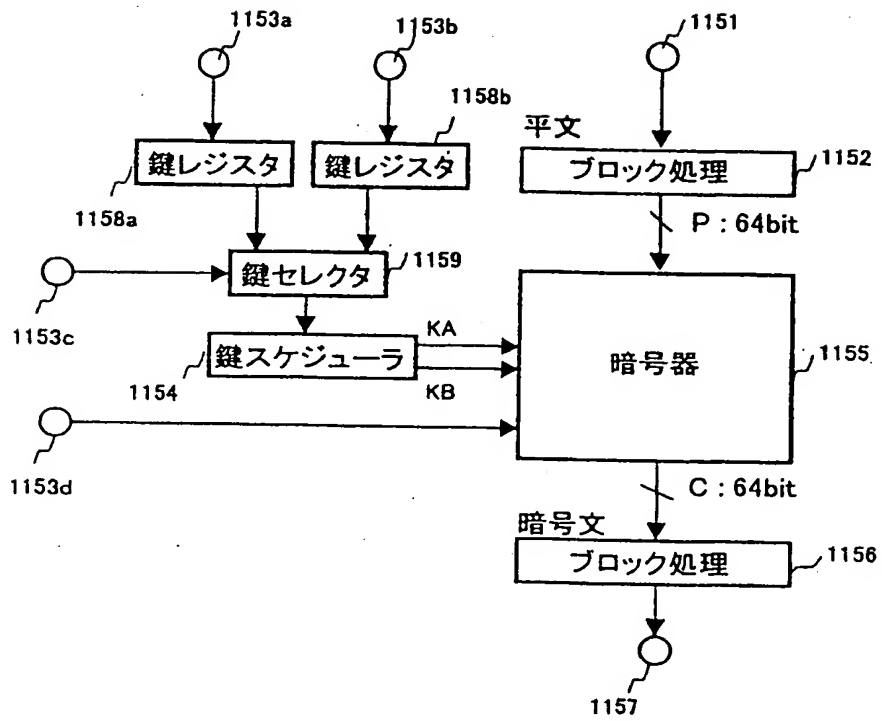 1153a
1153b
1151
1158b
平文
鍵レジスタ
鍵レジスタ
ブロック処理
1152
1158a
P : 64bit
鍵セレクタ
1159
1153c
KA
鍵スケジューラ
暗号器
1155
1154
KB
1153d
C : 64bit
暗号文
ブロック処理
1156
1157